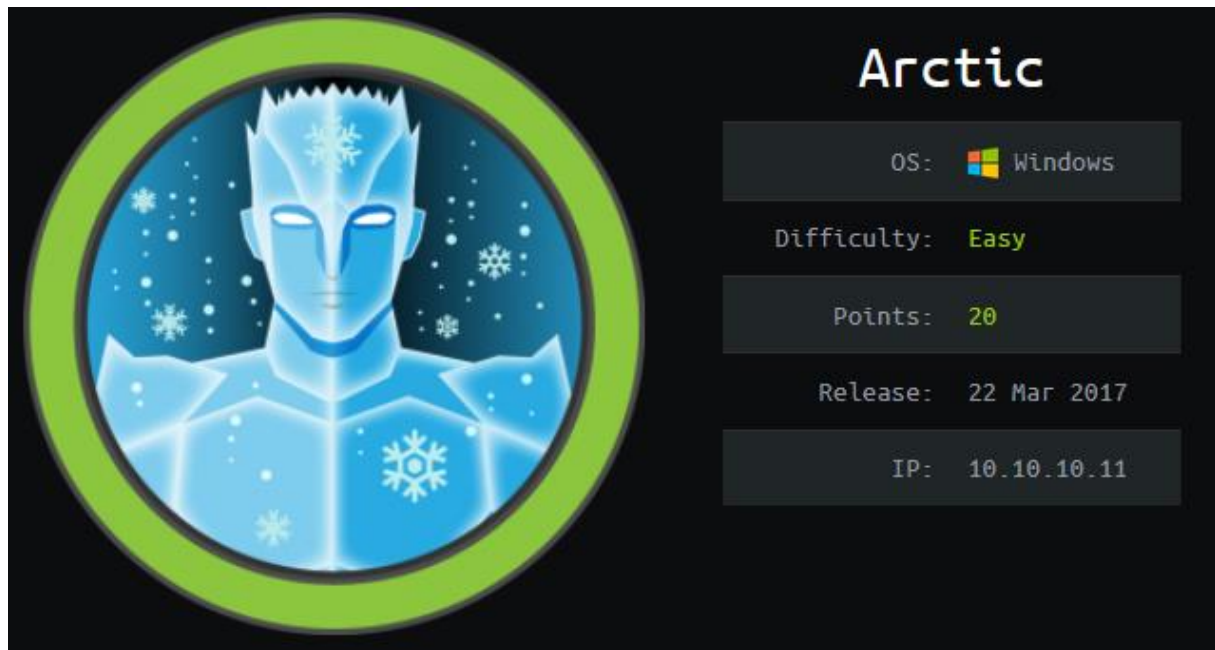 Arctic
OS: Windows
Difficulty: Easy
Points: 20
Release: 22 Mar 2017
IP: 10.10.10.11